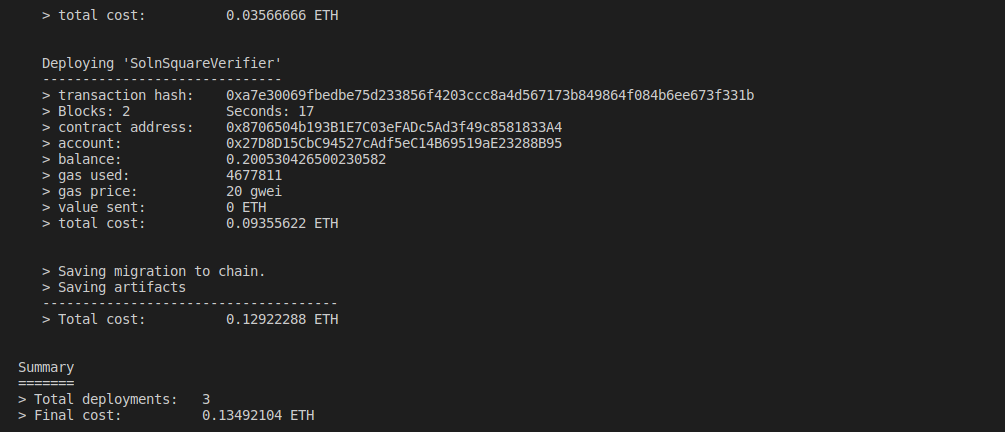 > total cost: 0.03566666 ETH
Deploying 'SolnSquareVerifier'
------------------------------
> transaction hash: 0xa7e30069fbedbe75d233856f4203ccc8a4d567173b849864f084b6ee673f331b
> Blocks: 2 Seconds: 17
> contract address: 0x8706504b193B1E7C03eFADc5Ad3f49c8581833A4
> account: 0x27D8D15CbC94527cAdf5eC14B69519aE23288B95
> balance: 0.200530426500230582
> gas used: 4677811
> gas price: 20 gwei
> value sent: 0 ETH
> total cost: 0.09355622 ETH
> Saving migration to chain.
> Saving artifacts
-------------------------------------
> Total cost: 0.12922288 ETH
Summary
=======
> Total deployments: 3
> Final cost: 0.13492104 ETH